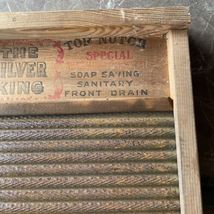 THE
SILVER
KING
TOP NOTCH
SPECIAL
SOAP SAVING
SANITARY
FRONT DRAIN